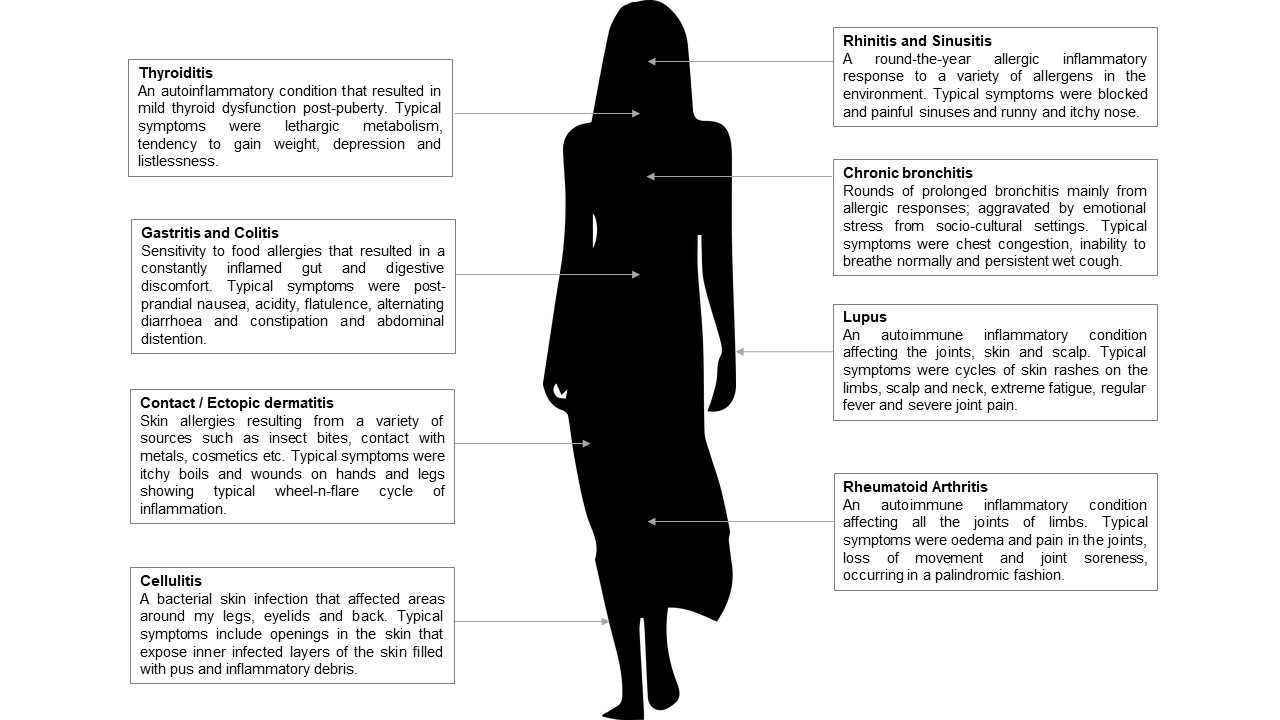 Thyroiditis
An autoinflammatory condition that resulted in
mild thyroid dysfunction post-puberty. Typical
symptoms were lethargic metabolism,
tendency to gain weight, depression and
listlessness.
Gastritis and Colitis
Sensitivity to food allergies that resulted in a
constantly inflamed gut and digestive
discomfort. Typical symptoms were post-
prandial nausea, acidity, flatulence, alternating
diarrhoea and constipation and abdominal
distention.
Contact / Ectopic dermatitis
Skin allergies resulting from a variety of
sources such as insect bites, contact with
metals, cosmetics etc. Typical symptoms were
itchy boils and wounds on hands and legs
showing typical wheel-n-flare cycle of
inflammation.
Cellulitis
A bacterial skin infection that affected areas
around my legs, eyelids and back. Typical
symptoms include openings in the skin that
expose inner infected layers of the skin filled
with pus and inflammatory debris.
Rhinitis and Sinusitis
A round-the-year allergic inflammatory
response to a variety of allergens in the
environment. Typical symptoms were blocked
and painful sinuses and runny and itchy nose.
Chronic bronchitis
Rounds of prolonged bronchitis mainly from
allergic responses; aggravated by emotional
stress from socio-cultural settings. Typical
symptoms were chest congestion, inability to
breathe normally and persistent wet cough.
Lupus
An autoimmune inflammatory condition
affecting the joints, skin and scalp. Typical
symptoms were cycles of skin rashes on the
limbs, scalp and neck, extreme fatigue, regular
fever and severe joint pain.
Rheumatoid Arthritis
An autoimmune inflammatory condition
affecting all the joints of limbs. Typical
symptoms were oedema and pain in the joints,
loss of movement and joint soreness,
occurring in a palindromic fashion.